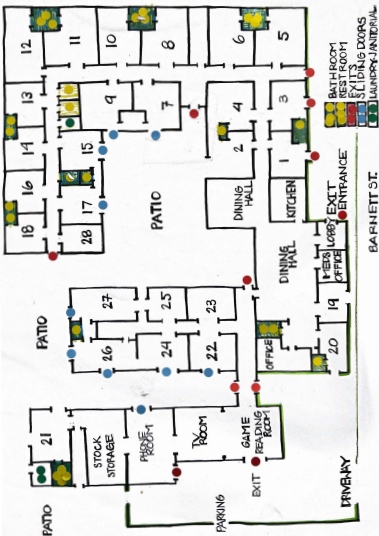 12
11
10
8
6
5
13
9
7
4
3
14
15
2
1
16
17
18
28
PATIO
DINING
HALL
KITCHEN
DINING
HALL
LOBBY
EXIT
ENTRANCE
MEDS
OFFICE
19
20
OFFICE
27
25
23
26
24
22
PATIO
21
STOCK
STORAGE
PHONE
ROOM
TV
ROOM
GAME
READING
ROOM
EXIT
PATIO
PARKING
DRIVEWAY
BARNETT ST.
BATHROOM
RESTROOM
EXITS
SLIDING DOORS
LAUNDRY-JANITORIAL